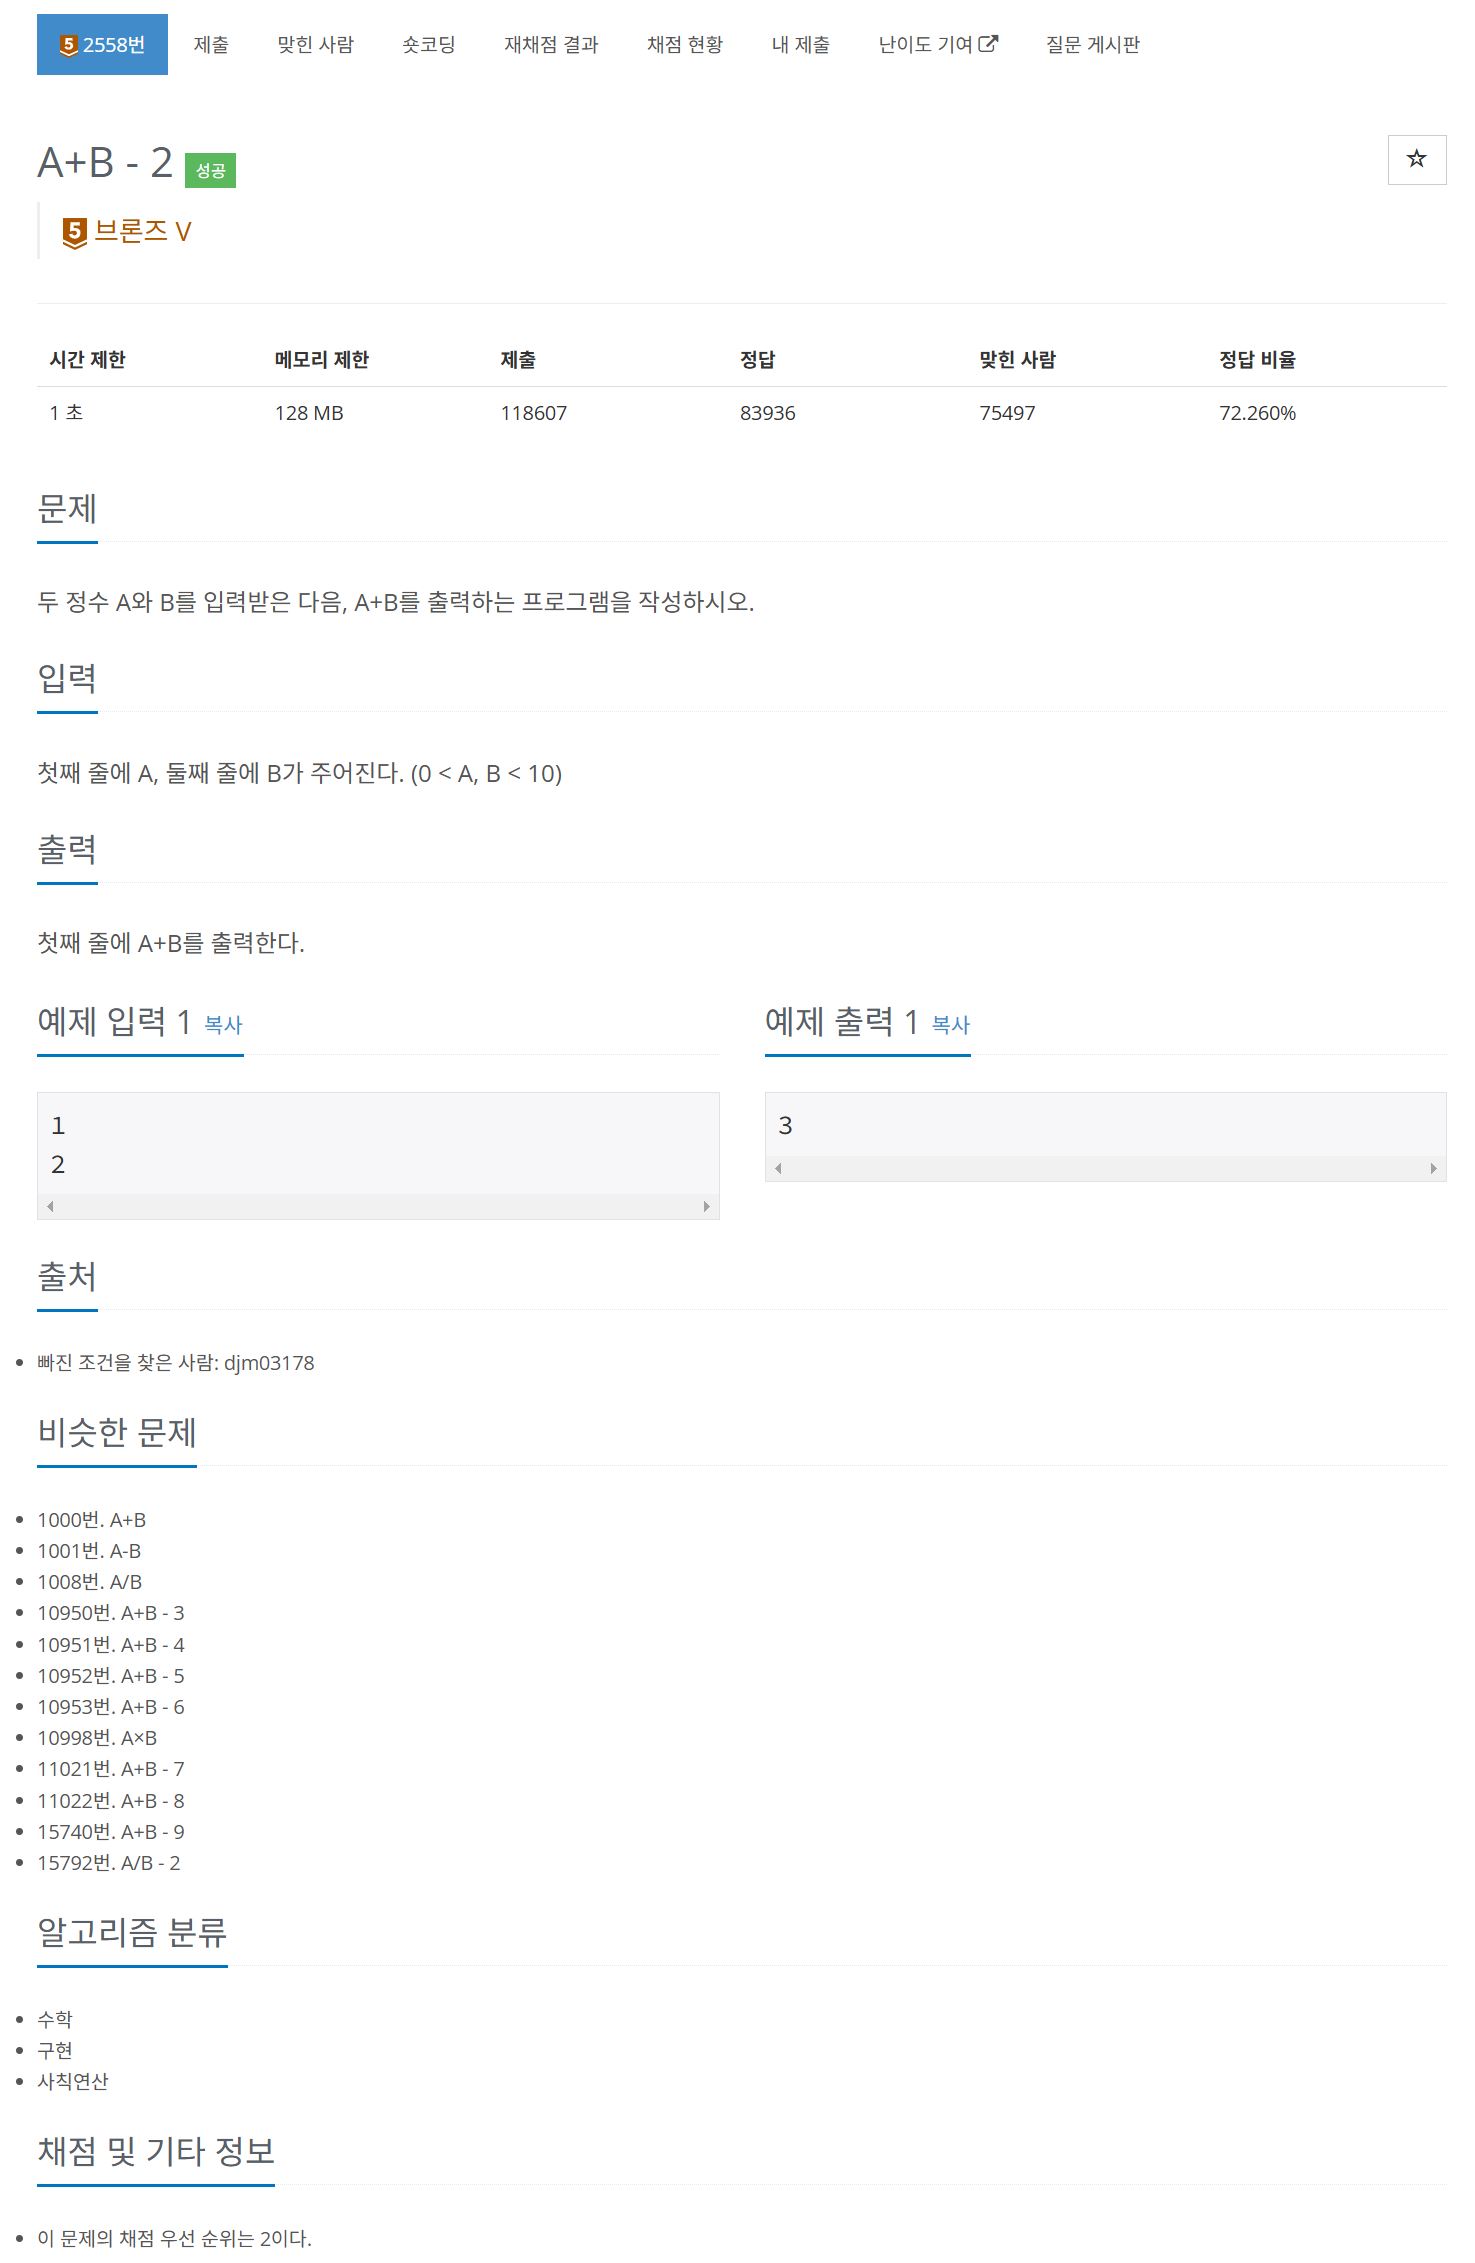 5 2558번 제출 맞힌 사람 숏코딩 재채점 결과 채점 현황 내 제출 난이도 기여 질문 게시판
A+B - 2 성공
5 브론즈 V
시간 제한 메모리 제한 제출 정답 맞힌 사람 정답 비율
1 초 128 MB 118607 83936 75497 72.260%
문제
두 정수 A와 B를 입력받은 다음, A+B를 출력하는 프로그램을 작성하시오.
입력
첫째 줄에 A, 둘째 줄에 B가 주어진다. (0 < A, B < 10)
출력
첫째 줄에 A+B를 출력한다.
예제 입력 1 복사
1
2
예제 출력 1 복사
3
출처
빠진 조건을 찾은 사람: djm03178
비슷한 문제
1000번. A+B
1001번. A-B
1008번. A/B
10950번. A+B - 3
10951번. A+B - 4
10952번. A+B - 5
10953번. A+B - 6
10998번. A×B
11021번. A+B - 7
11022번. A+B - 8
15740번. A+B - 9
15792번. A/B - 2
알고리즘 분류
수학
구현
사칙연산
채점 및 기타 정보
이 문제의 채점 우선 순위는 2이다.